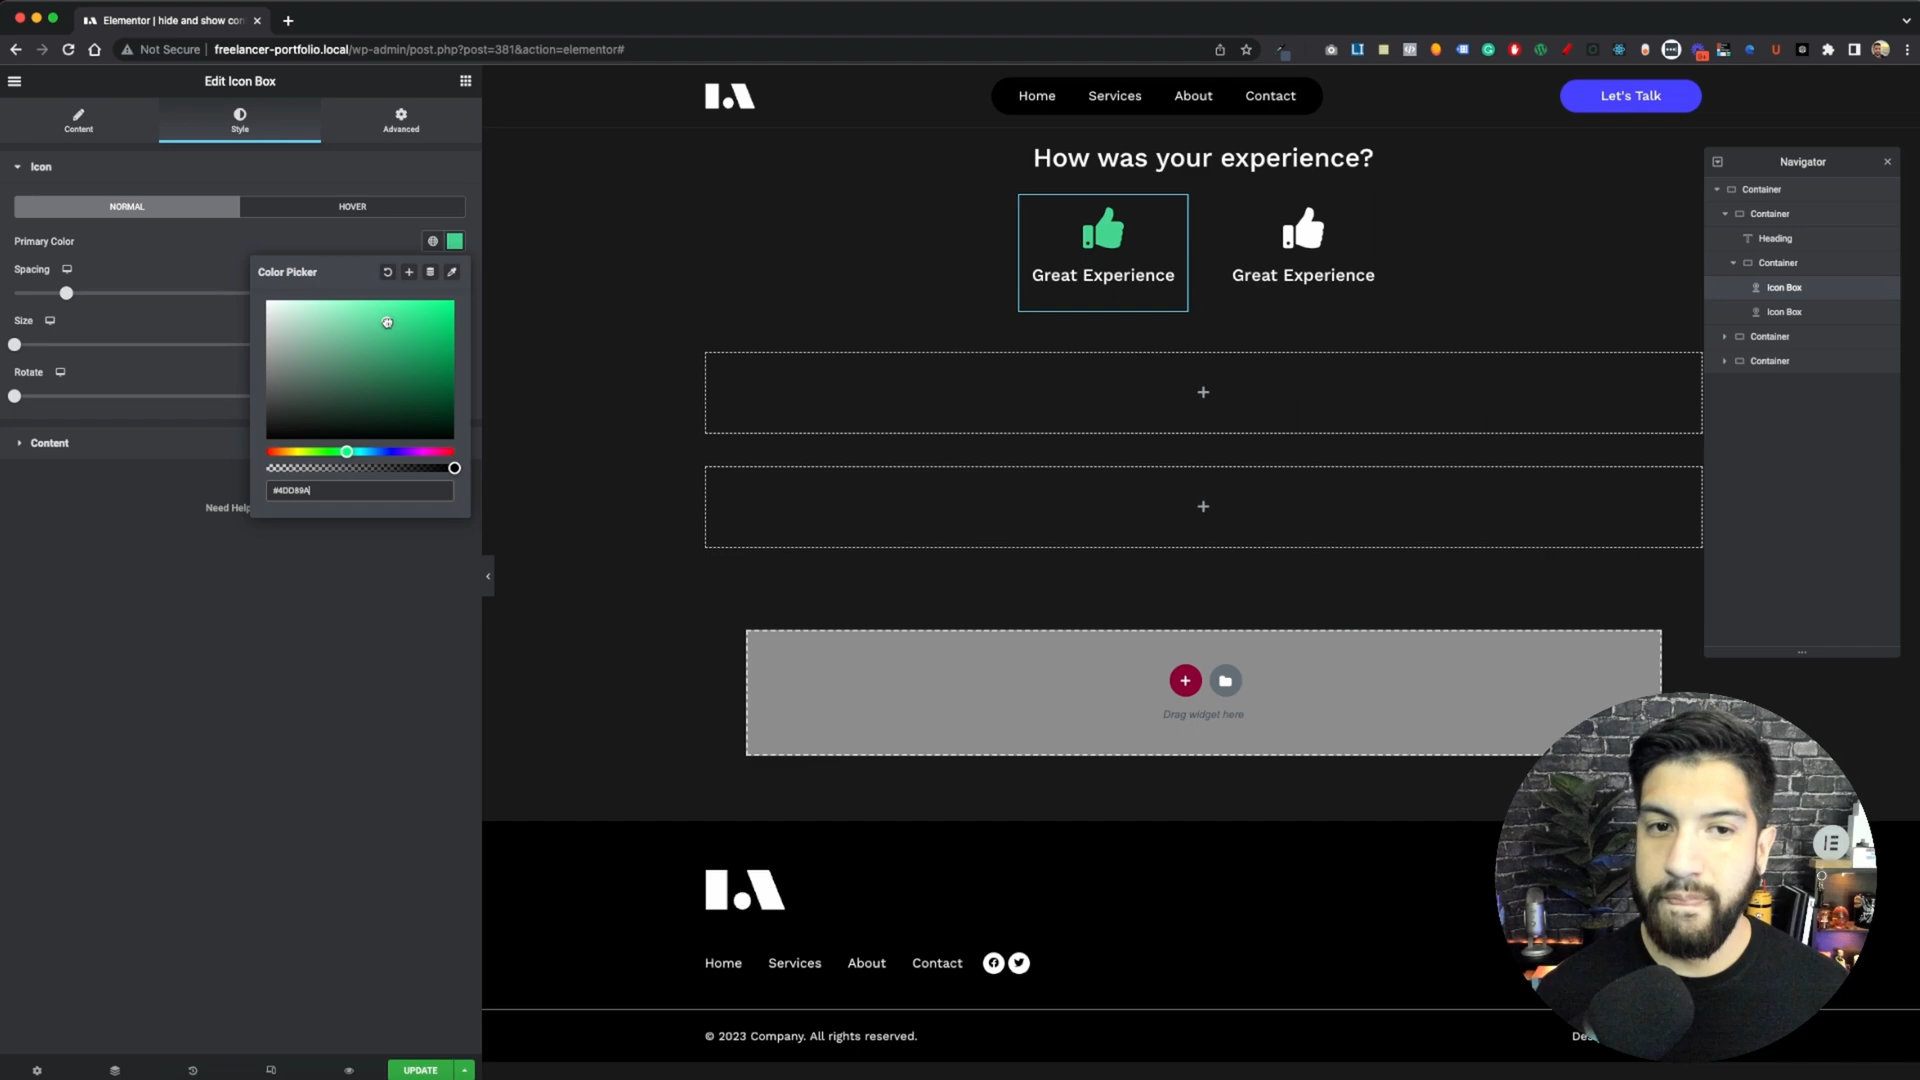 Elementor | hide and show con
Not Secure | freelancer-portfolio.local/wp-admin/post.php?post=381&action=elementor#
Edit Icon Box
Content
Style
Advanced
Icon
NORMAL
HOVER
Primary Color
Spacing
Size
Rotate
Content
Need Help
Color Picker
#4DD89A
UPDATE
Home
Services
About
Contact
Let's Talk
How was your experience?
Great Experience
Great Experience
Drag widget here
Navigator
Container
Container
Heading
Container
Icon Box
Icon Box
Container
Container
Home
Services
About
Contact
© 2023 Company. All rights reserved.
Des